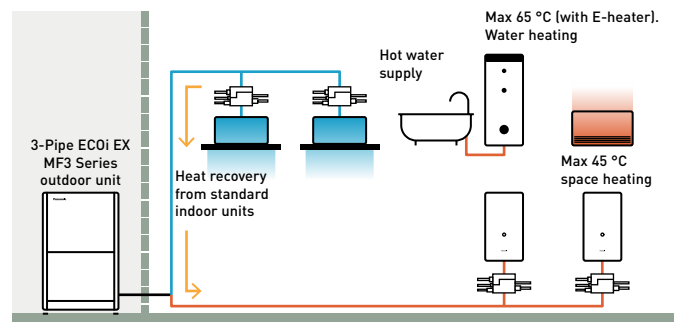 Max 65 °C (with E-heater).
Water heating
Hot water
supply
3-Pipe ECOi EX
MF3 Series
outdoor unit
Heat recovery
from standard
indoor units
Max 45 °C
space heating